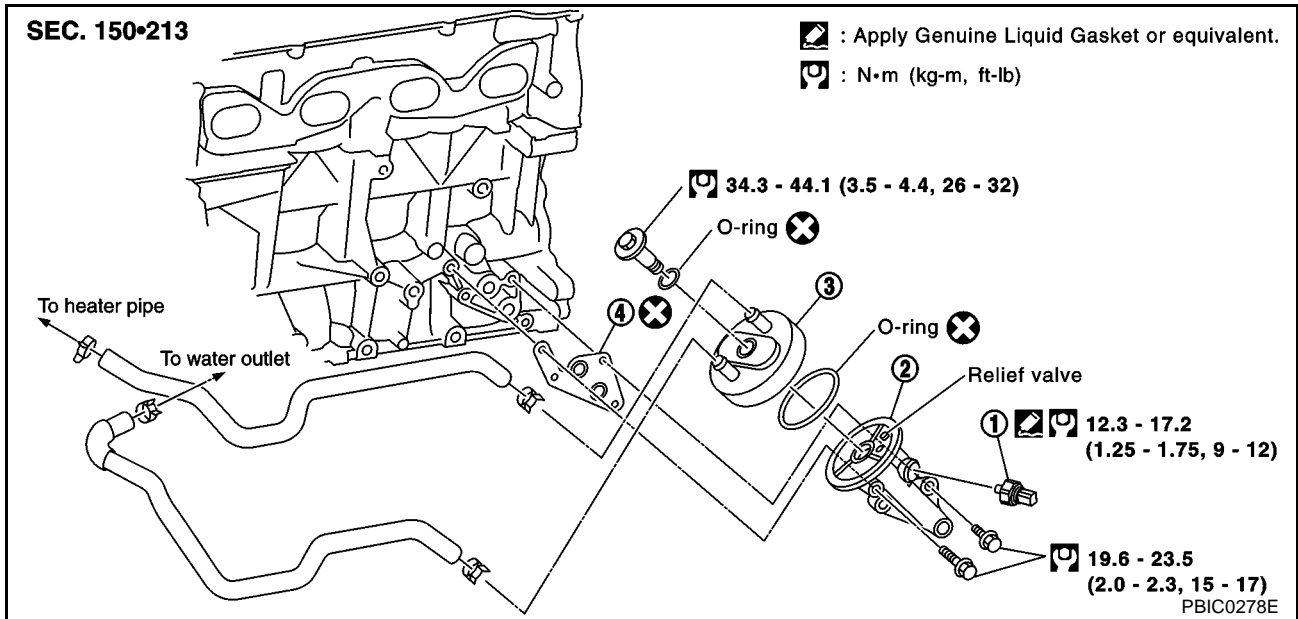 SEC. 150•213
: Apply Genuine Liquid Gasket or equivalent.
: N•m (kg-m, ft-lb)
34.3 - 44.1 (3.5 - 4.4, 26 - 32)
O-ring
③
To heater pipe
④
O-ring
To water outlet
②
Relief valve
① 12.3 - 17.2
(1.25 - 1.75, 9 - 12)
19.6 - 23.5
(2.0 - 2.3, 15 - 17)
PBIC0278E